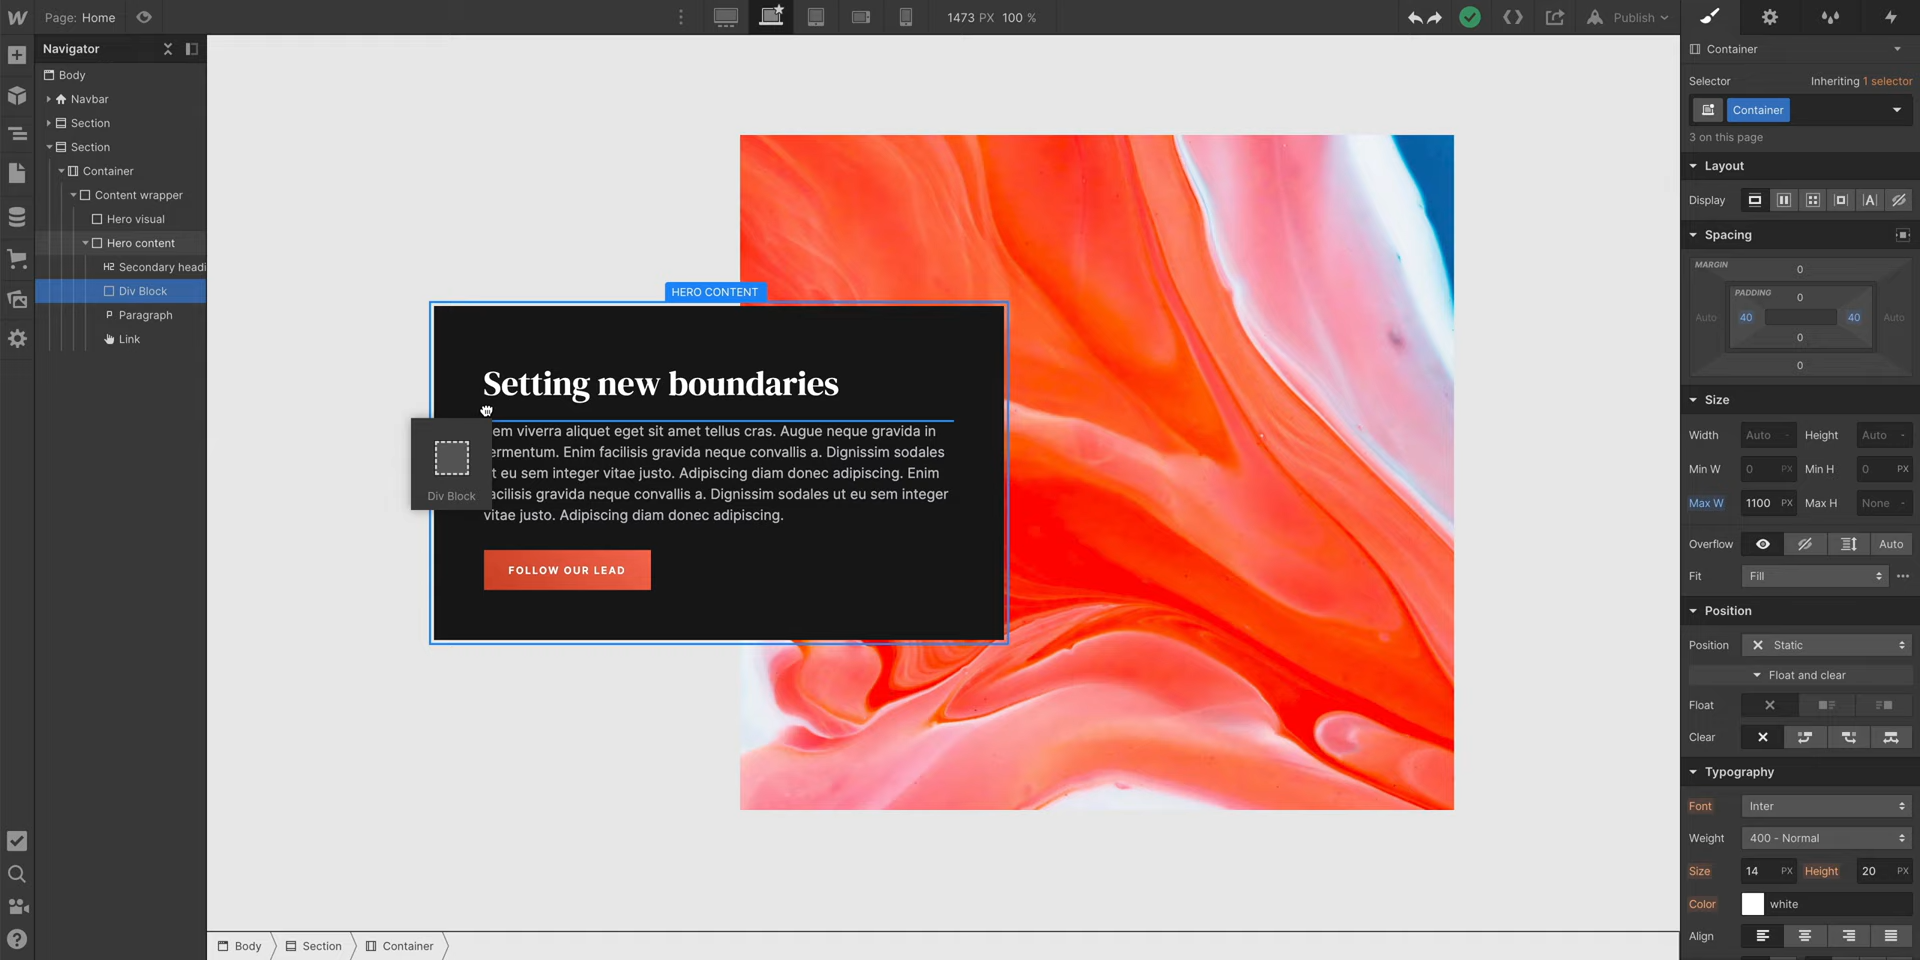 Page: Home
1473 PX 100 %
Publish
Navigator
Body
Navbar
Section
Section
Container
Content wrapper
Hero visual
Hero content
H2 Secondary headi
Div Block
P Paragraph
Link
HERO CONTENT
Setting new boundaries
em viverra aliquet eget sit amet tellus cras. Augue neque gravida in
ermentum. Enim facilisis gravida neque convallis a. Dignissim sodales
t eu sem integer vitae justo. Adipiscing diam donec adipiscing. Enim
acilisis gravida neque convallis a. Dignissim sodales ut eu sem integer
vitae justo. Adipiscing diam donec adipiscing.
Div Block
FOLLOW OUR LEAD
Body
Section
Container
Container
Selector Inheriting 1 selector
Container
3 on this page
Layout
Display
Spacing
MARGIN
0
PADDING
0
Auto 40 40 Auto
0
0
Size
Width Auto - Height Auto -
Min W 0 PX Min H 0 PX
Max W 1100 PX Max H None -
Overflow Auto
Fit Fill
Position
Position Static
Float and clear
Float
Clear
Typography
Font Inter
Weight 400 - Normal
Size 14 PX Height 20 PX
Color white
Align